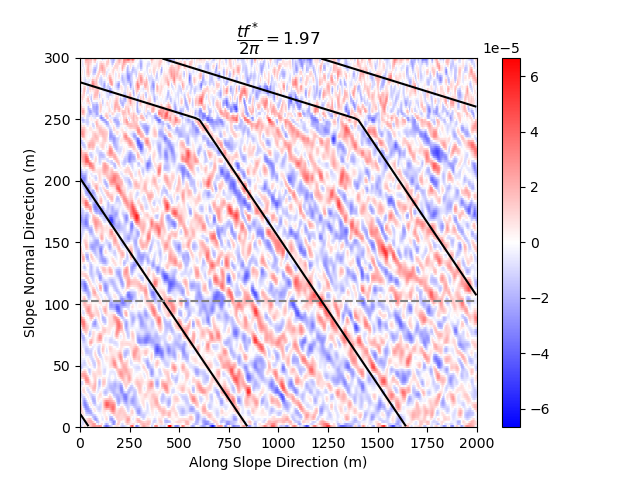 tf* / 2π = 1.97
1e−5
Slope Normal Direction (m)
300
250
200
150
100
50
0
0 250 500 750 1000 1250 1500 1750 2000
Along Slope Direction (m)
6
4
2
0
−2
−4
−6